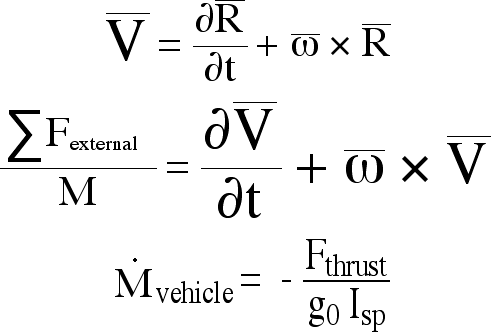 V̅ = ∂R̅/∂t + ω̅ × R̅
∑F_external/M = ∂V̅/∂t + ω̅ × V̅
Ṁ_vehicle = - F_thrust/(g₀ I_sp)